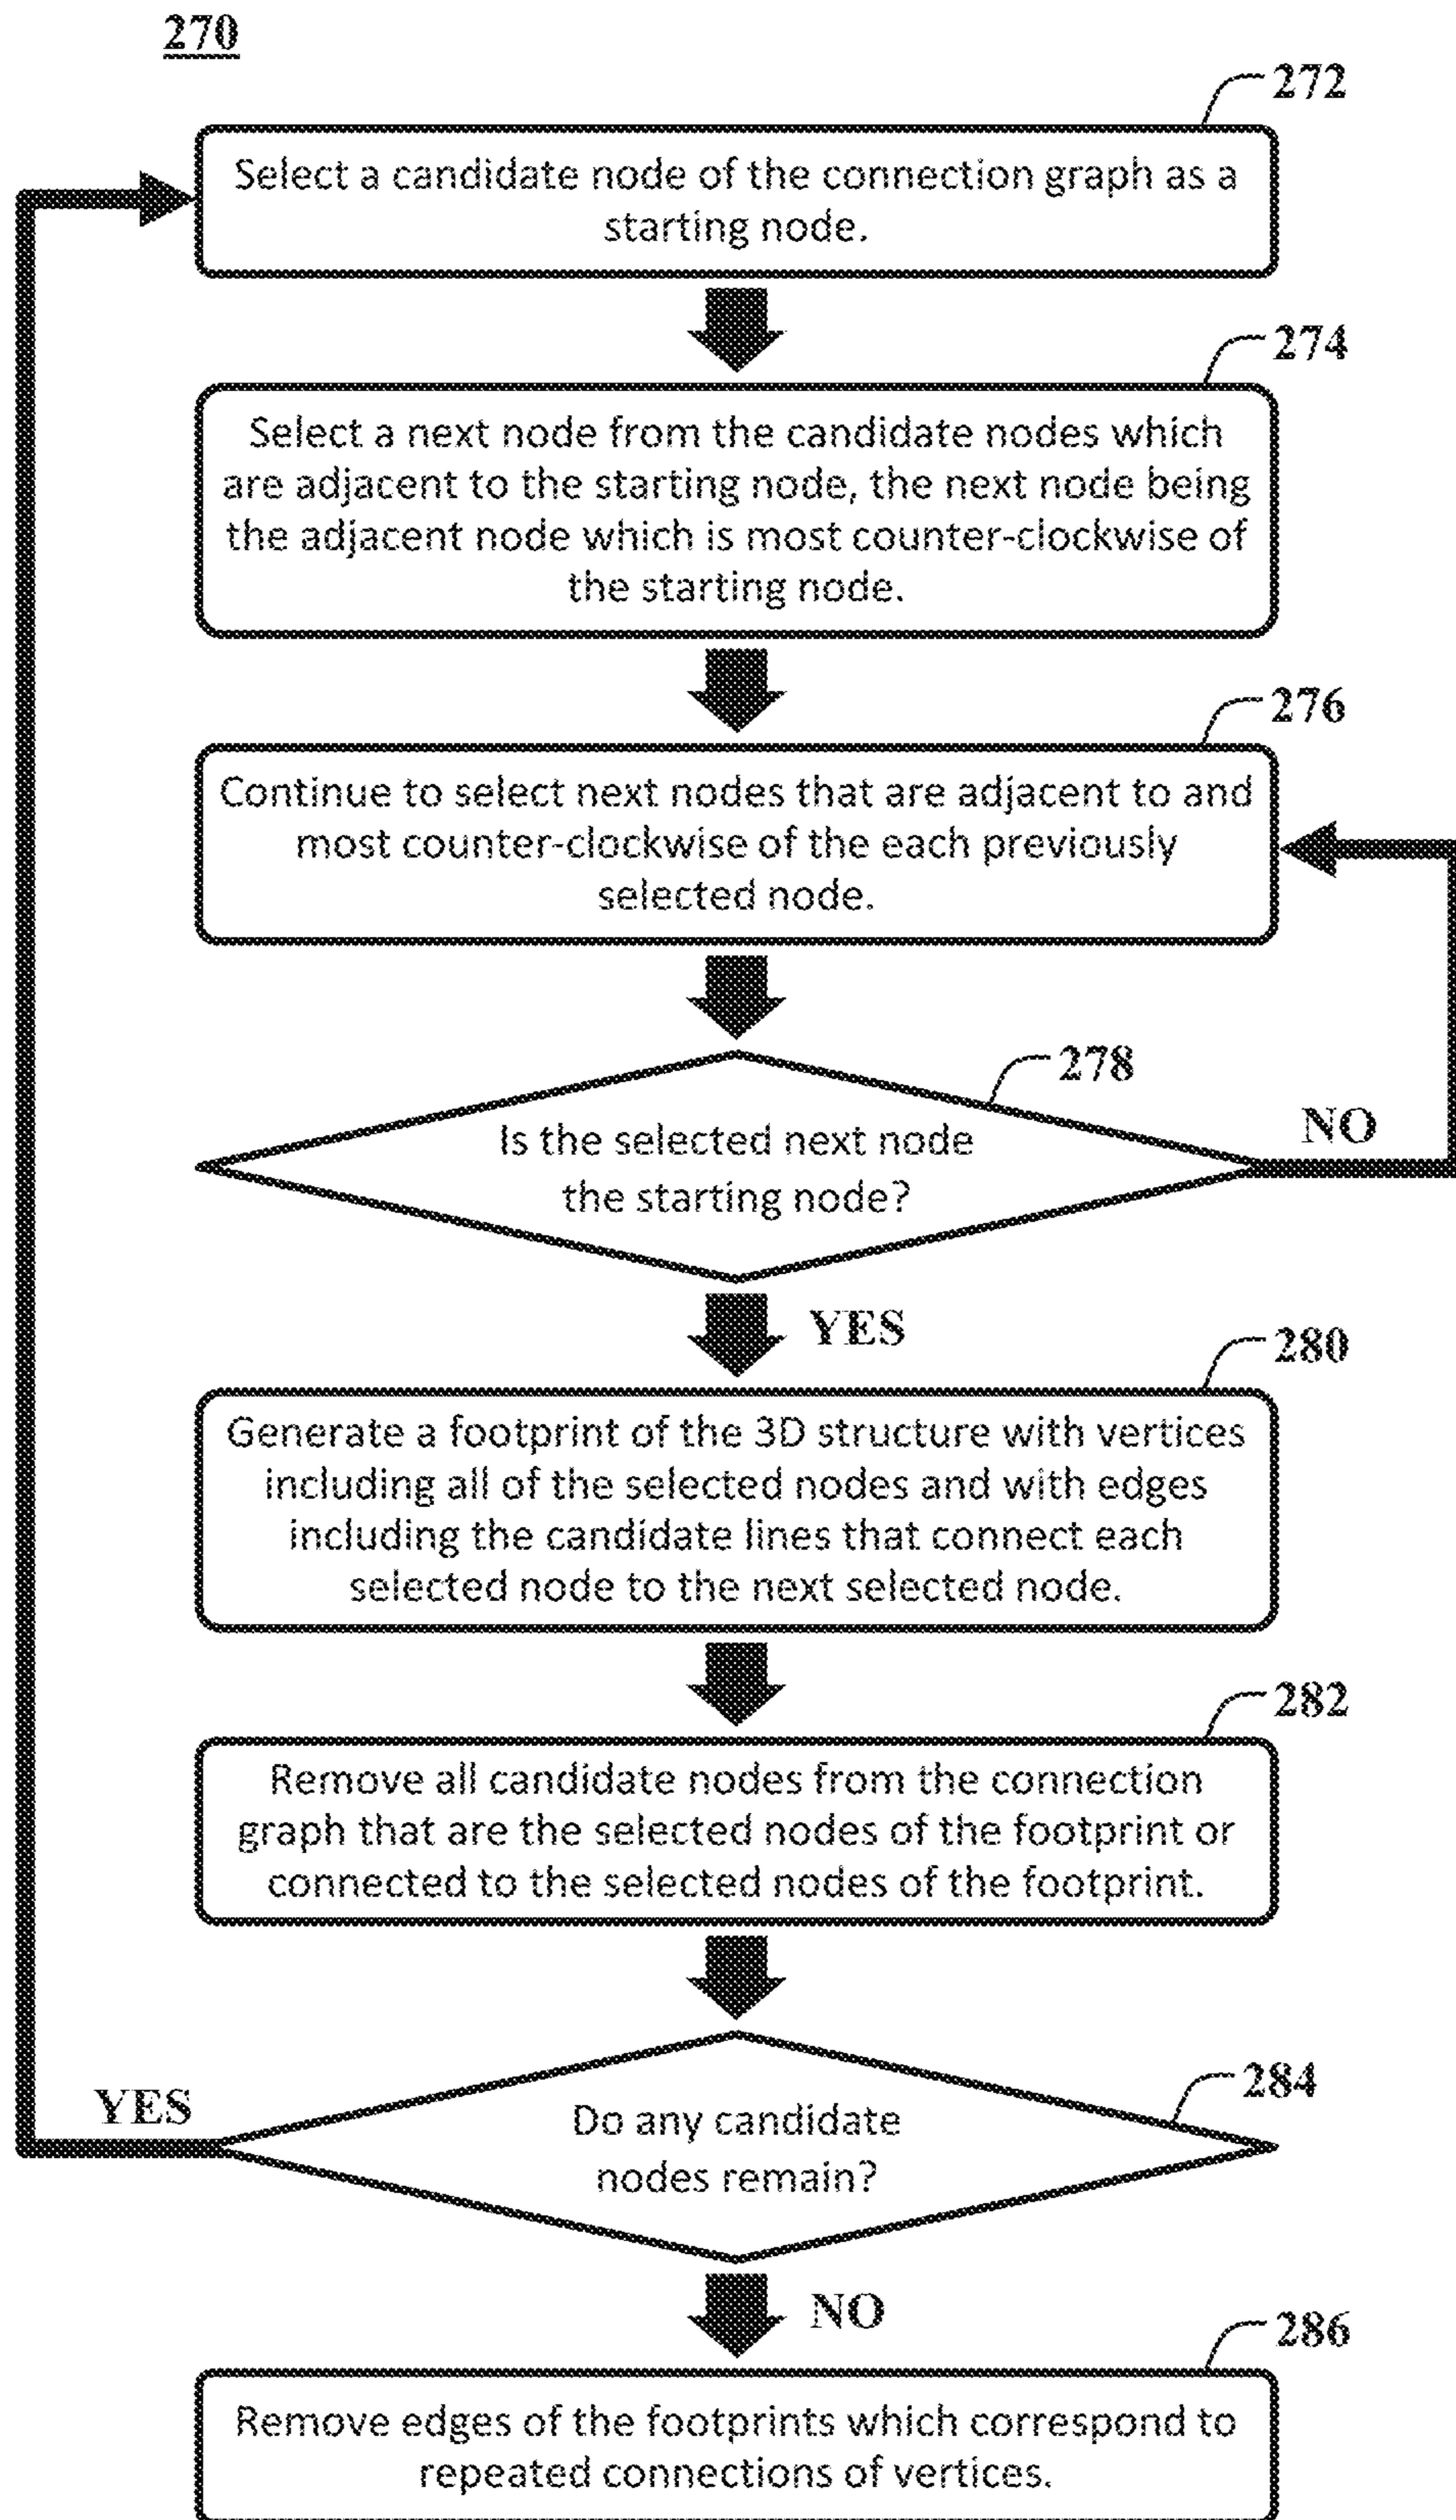 270
272
Select a candidate node of the connection graph as a
starting node.
274
Select a next node from the candidate nodes which
are adjacent to the starting node, the next node being
the adjacent node which is most counter-clockwise of
the starting node.
276
Continue to select next nodes that are adjacent to and
most counter-clockwise of the each previously
selected node.
278
Is the selected next node
the starting node?
NO
YES
280
Generate a footprint of the 3D structure with vertices
including all of the selected nodes and with edges
including the candidate lines that connect each
selected node to the next selected node.
282
Remove all candidate nodes from the connection
graph that are the selected nodes of the footprint or
connected to the selected nodes of the footprint.
284
YES
Do any candidate
nodes remain?
NO
286
Remove edges of the footprints which correspond to
repeated connections of vertices.